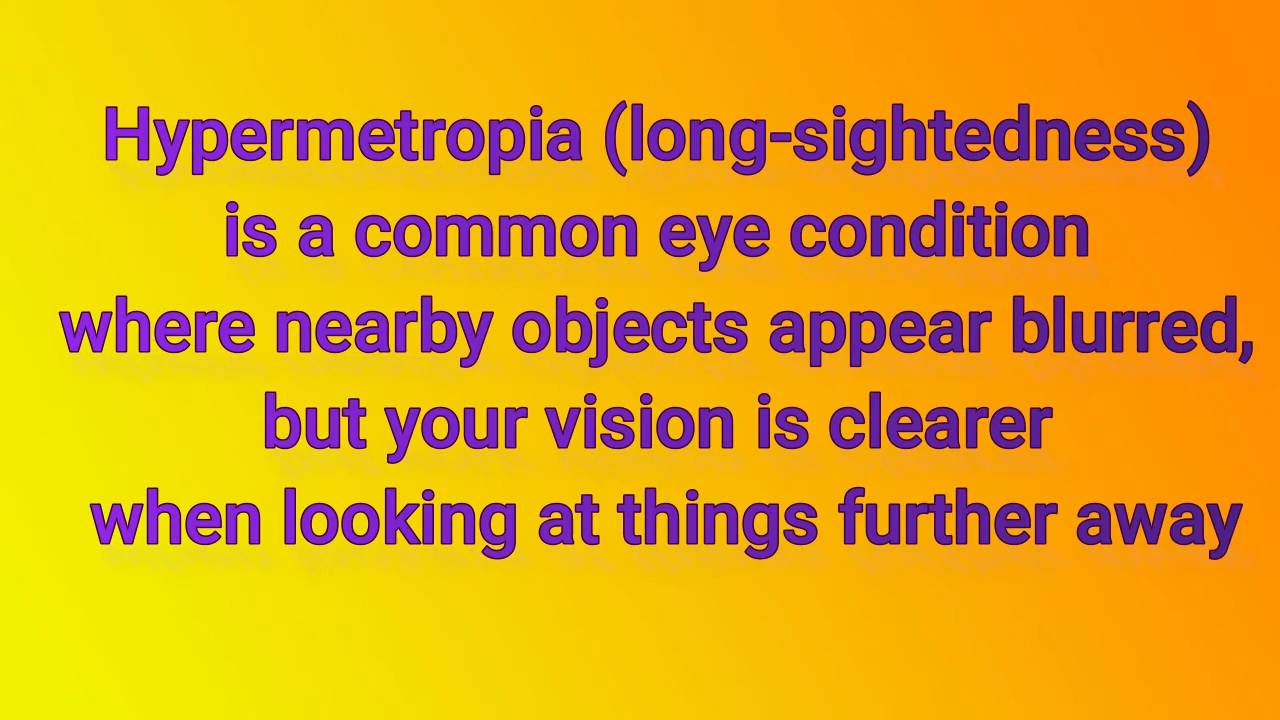 Hypermetropia (long-sightedness)
is a common eye condition
where nearby objects appear blurred,
but your vision is clearer
when looking at things further away